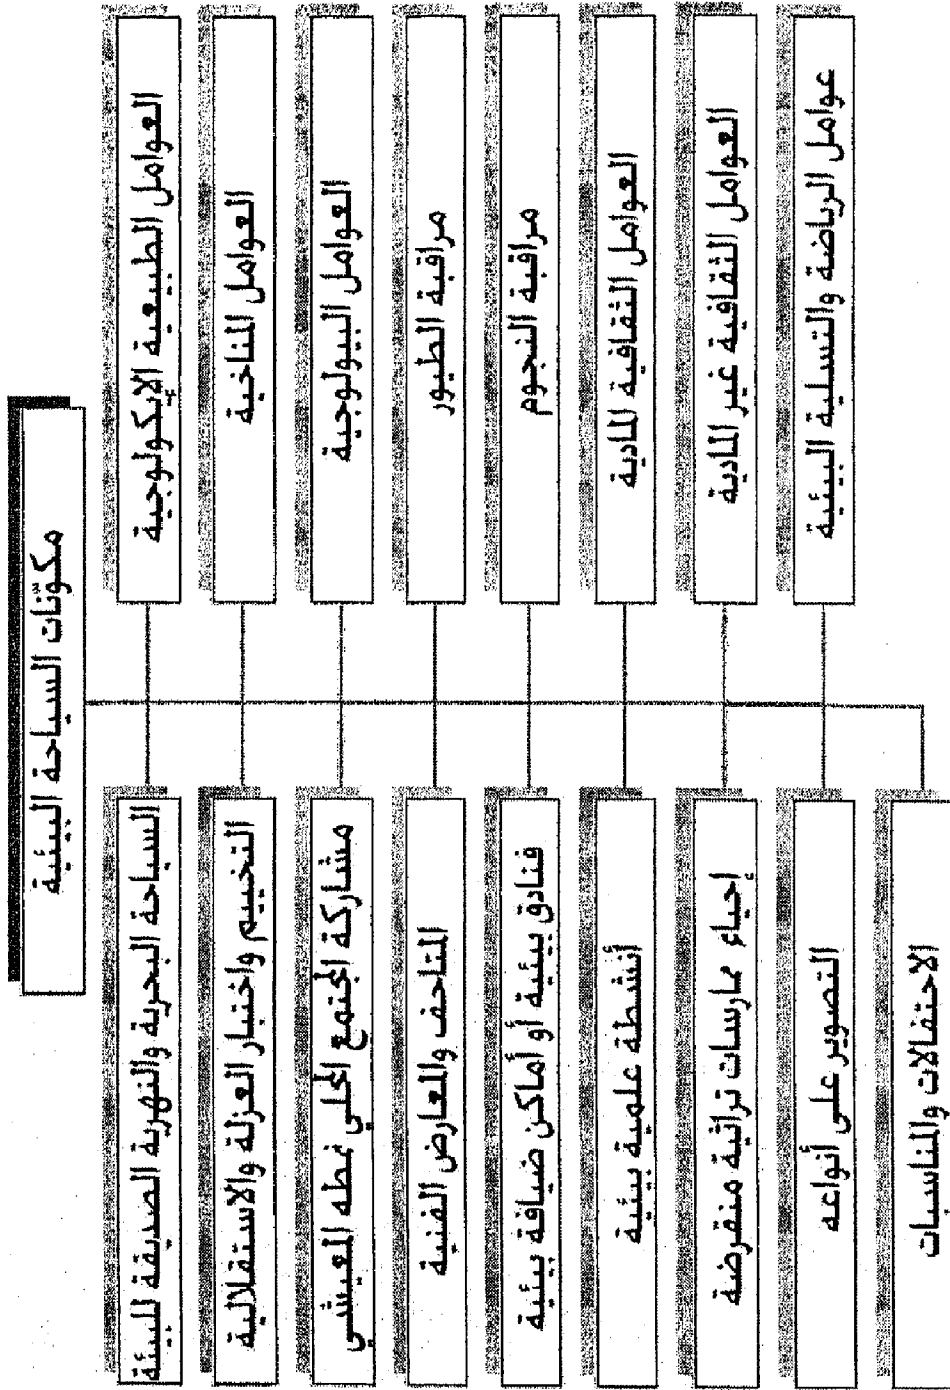 مكونات السياحة البيئية
العوامل الطبيعية الإيكولوجية
العوامل المناخية
العوامل البيولوجية
مراقبة الطيور
مراقبة النجوم
العوامل الثقافية المادية
العوامل الثقافية غير المادية
عوامل الرياضة والتسلية البيئية
السياحة البحرية والنهرية الصديقة للبيئة
التخييم واختبار العزلة والاستقلالية
مشاركة المجتمع المحلي نمطه المعيشي
المتاحف والمعارض الفنية
فنادق بيئية أو أماكن ضيافة بيئية
أنشطة علمية بيئية
إحياء ممارسات تراثية منقرضة
التصوير على أنواعه
الاحتفالات والمناسبات